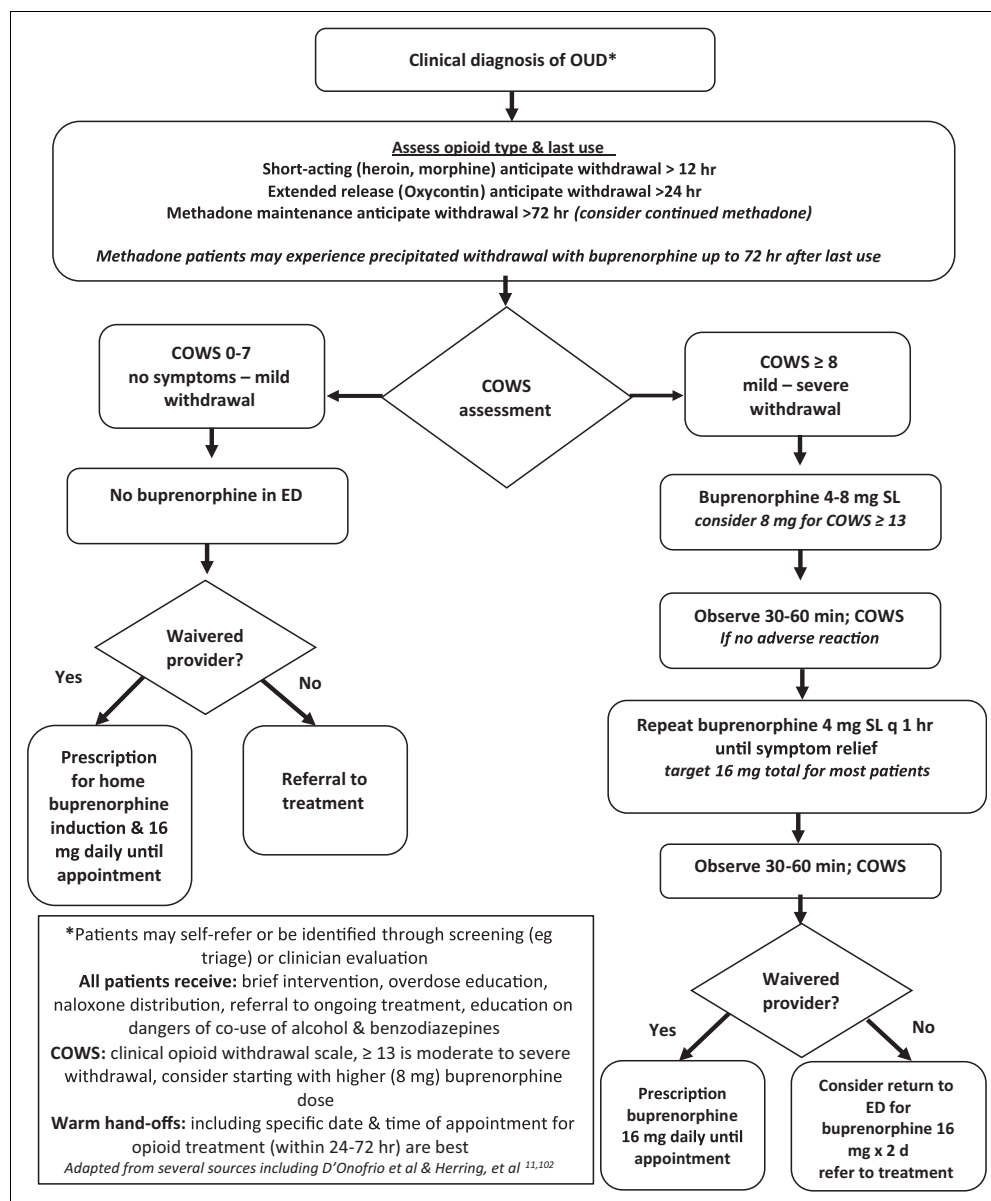 Clinical diagnosis of OUD*
Assess opioid type & last use
Short-acting (heroin, morphine) anticipate withdrawal > 12 hr
Extended release (Oxycontin) anticipate withdrawal >24 hr
Methadone maintenance anticipate withdrawal >72 hr (consider continued methadone)
Methadone patients may experience precipitated withdrawal with buprenorphine up to 72 hr after last use
COWS
assessment
COWS 0-7
no symptoms – mild
withdrawal
No buprenorphine in ED
Waivered
provider?
Yes
No
Prescription
for home
buprenorphine
induction & 16
mg daily until
appointment
Referral to
treatment
COWS ≥ 8
mild – severe
withdrawal
Buprenorphine 4-8 mg SL
consider 8 mg for COWS ≥ 13
Observe 30-60 min; COWS
If no adverse reaction
Repeat buprenorphine 4 mg SL q 1 hr
until symptom relief
target 16 mg total for most patients
Observe 30-60 min; COWS
Waivered
provider?
Yes
No
Prescription
buprenorphine
16 mg daily until
appointment
Consider return to
ED for
buprenorphine 16
mg x 2 d
refer to treatment
*Patients may self-refer or be identified through screening (eg
triage) or clinician evaluation
All patients receive: brief intervention, overdose education,
naloxone distribution, referral to ongoing treatment, education on
dangers of co-use of alcohol & benzodiazepines
COWS: clinical opioid withdrawal scale, ≥ 13 is moderate to severe
withdrawal, consider starting with higher (8 mg) buprenorphine
dose
Warm hand-offs: including specific date & time of appointment for
opioid treatment (within 24-72 hr) are best
Adapted from several sources including D'Onofrio et al & Herring, et al 11,102